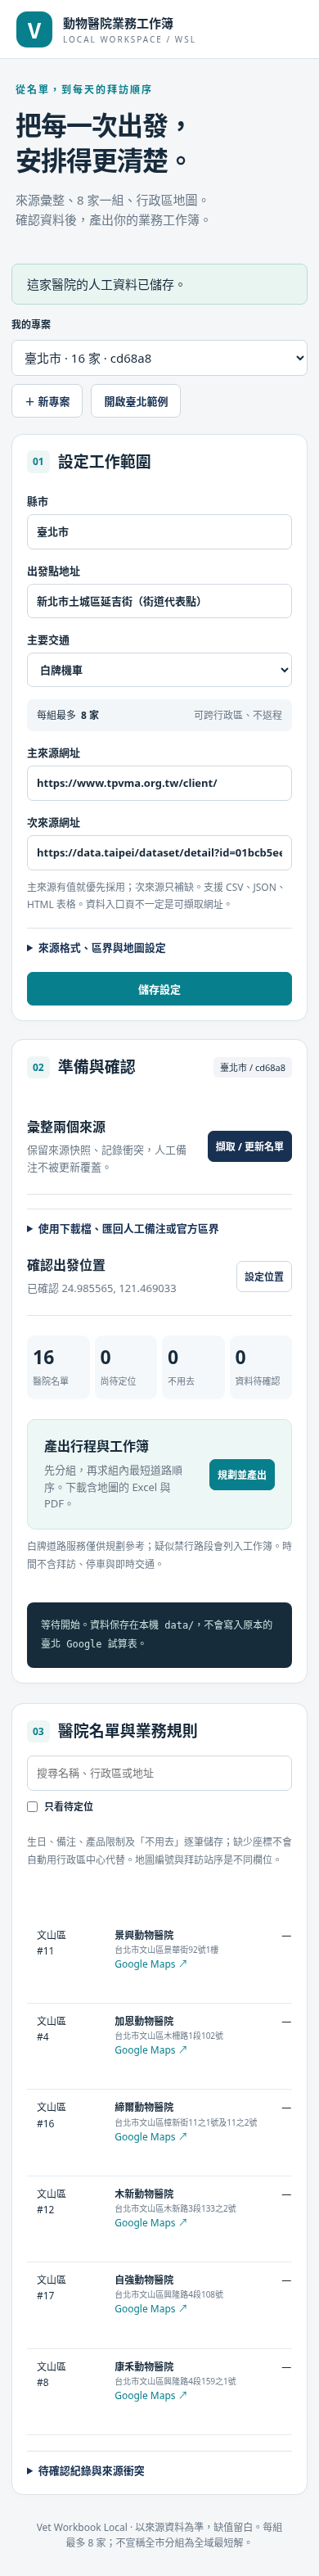 V
動物醫院業務工作簿
LOCAL WORKSPACE / WSL
從名單，到每天的拜訪順序
把每一次出發，
安排得更清楚。
來源彙整、8 家一組、行政區地圖。
確認資料後，產出你的業務工作簿。
這家醫院的人工資料已儲存。
我的專案
臺北市 · 16 家 · cd68a8
＋ 新專案
開啟臺北範例
01
設定工作範圍
縣市
臺北市
出發點地址
新北市土城區延吉街（街道代表點）
主要交通
白牌機車
每組最多 8 家
可跨行政區、不返程
主來源網址
https://www.tpvma.org.tw/client/
次來源網址
https://data.taipei/dataset/detail?id=01bcb5ee
主來源有值就優先採用；次來源只補缺。支援 CSV、JSON、
HTML 表格。資料入口頁不一定是可擷取網址。
▶ 來源格式、區界與地圖設定
儲存設定
02
準備與確認
臺北市 / cd68a8
彙整兩個來源
保留來源快照、記錄衝突，人工備
注不被更新覆蓋。
擷取 / 更新名單
▶ 使用下載檔、匯回人工備注或官方區界
確認出發位置
已確認 24.985565, 121.469033
設定位置
16
醫院名單
0
尚待定位
0
不用去
0
資料待確認
產出行程與工作簿
先分組，再求組內最短道路順
序。下載含地圖的 Excel 與
PDF。
規劃並產出
白牌道路服務僅供規劃參考；疑似禁行路段會列入工作簿。時
間不含拜訪、停車與即時交通。
等待開始。資料保存在本機 data/，不會寫入原本的
臺北 Google 試算表。
03
醫院名單與業務規則
搜尋名稱、行政區或地址
只看待定位
生日、備注、產品限制及「不用去」逐筆儲存；缺少座標不會
自動用行政區中心代替。地圖編號與拜訪站序是不同欄位。
文山區
#11
景興動物醫院
台北市文山區景華街92號1樓
Google Maps ↗
—
文山區
#4
加恩動物醫院
台北市文山區木柵路1段102號
Google Maps ↗
—
文山區
#16
締爾動物醫院
台北市文山區樟新街11之1號及11之2號
Google Maps ↗
—
文山區
#12
木新動物醫院
台北市文山區木新路3段133之2號
Google Maps ↗
—
文山區
#17
自強動物醫院
台北市文山區興隆路4段108號
Google Maps ↗
—
文山區
#8
康禾動物醫院
台北市文山區興隆路4段159之1號
Google Maps ↗
—
▶ 待確認紀錄與來源衝突
Vet Workbook Local · 以來源資料為準，缺值留白。每組
最多 8 家；不宣稱全市分組為全域最短解。